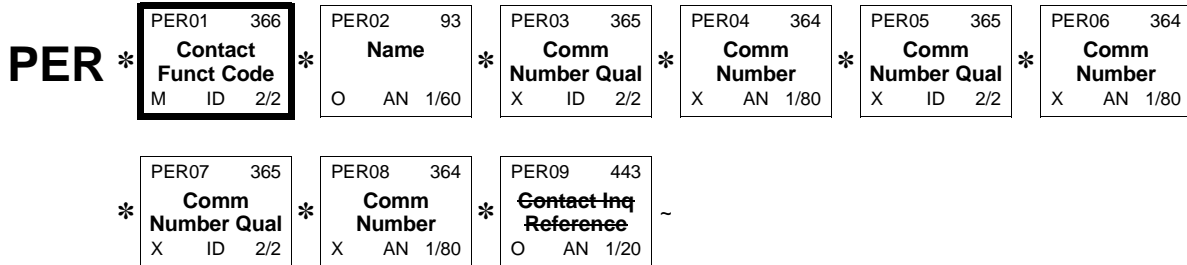 PER01 366 PER02 93 PER03 365 PER04 364 PER05 365 PER06 364
PER * Contact * Name * Comm * Comm * Comm * Comm
Funct Code Number Qual Number Number Qual Number
M ID 2/2 O AN 1/60 X ID 2/2 X AN 1/80 X ID 2/2 X AN 1/80
PER07 365 PER08 364 PER09 443
* Comm * Comm * Contact Inq ~
Number Qual Number Reference
X ID 2/2 X AN 1/80 O AN 1/20